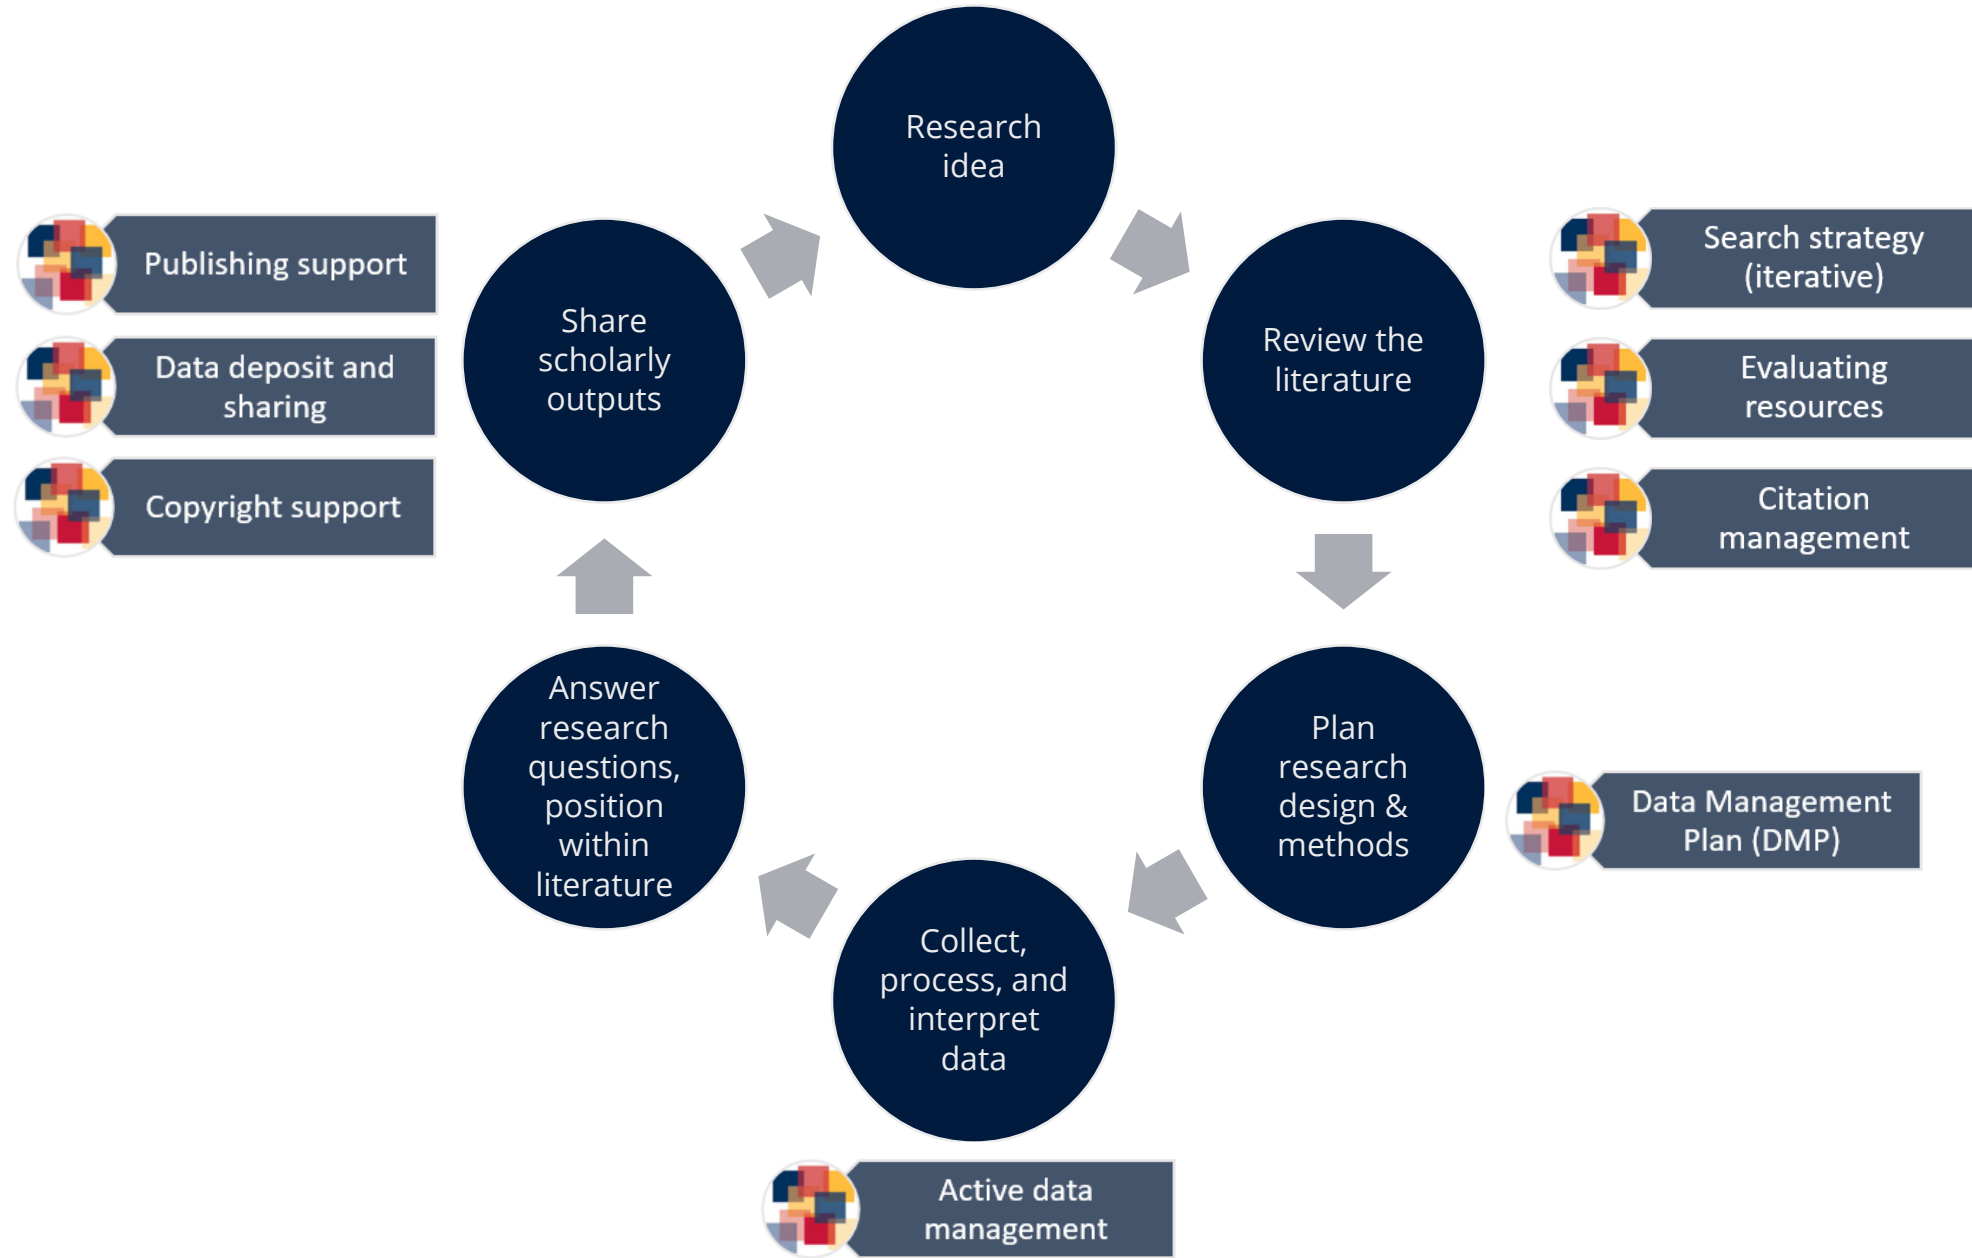 Research
idea
Review the
literature
Search strategy
(iterative)
Evaluating
resources
Citation
management
Plan
research
design &
methods
Data Management
Plan (DMP)
Collect,
process, and
interpret
data
Active data
management
Answer
research
questions,
position
within
literature
Share
scholarly
outputs
Publishing support
Data deposit and
sharing
Copyright support